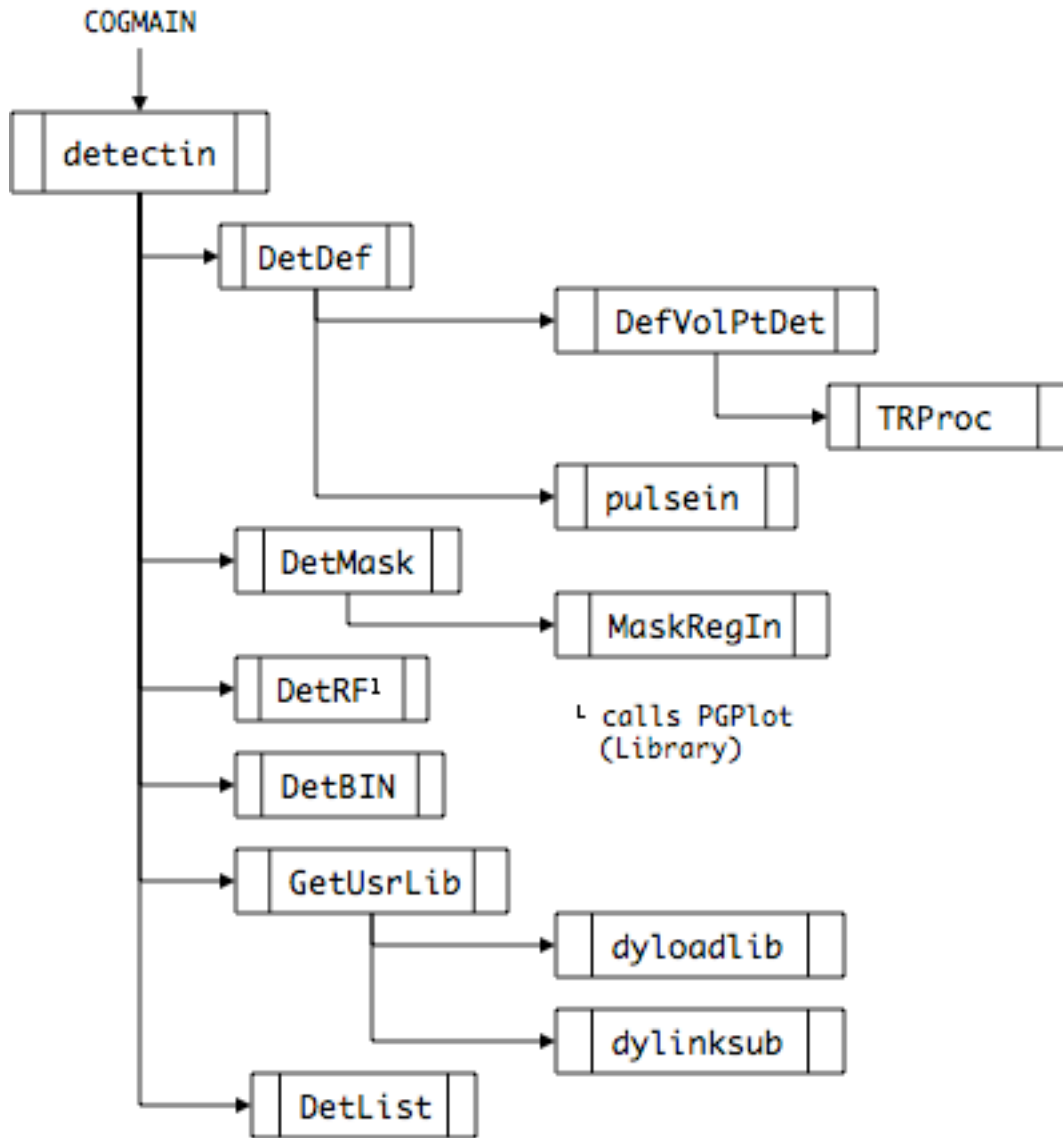 COGMAIN
detectin
DetDef
DefVolPtDet
TRProc
pulsein
DetMask
MaskRegIn
DetRF¹
¹ calls PGPlot
(Library)
DetBIN
GetUsrLib
dyloadlib
dylinksub
DetList